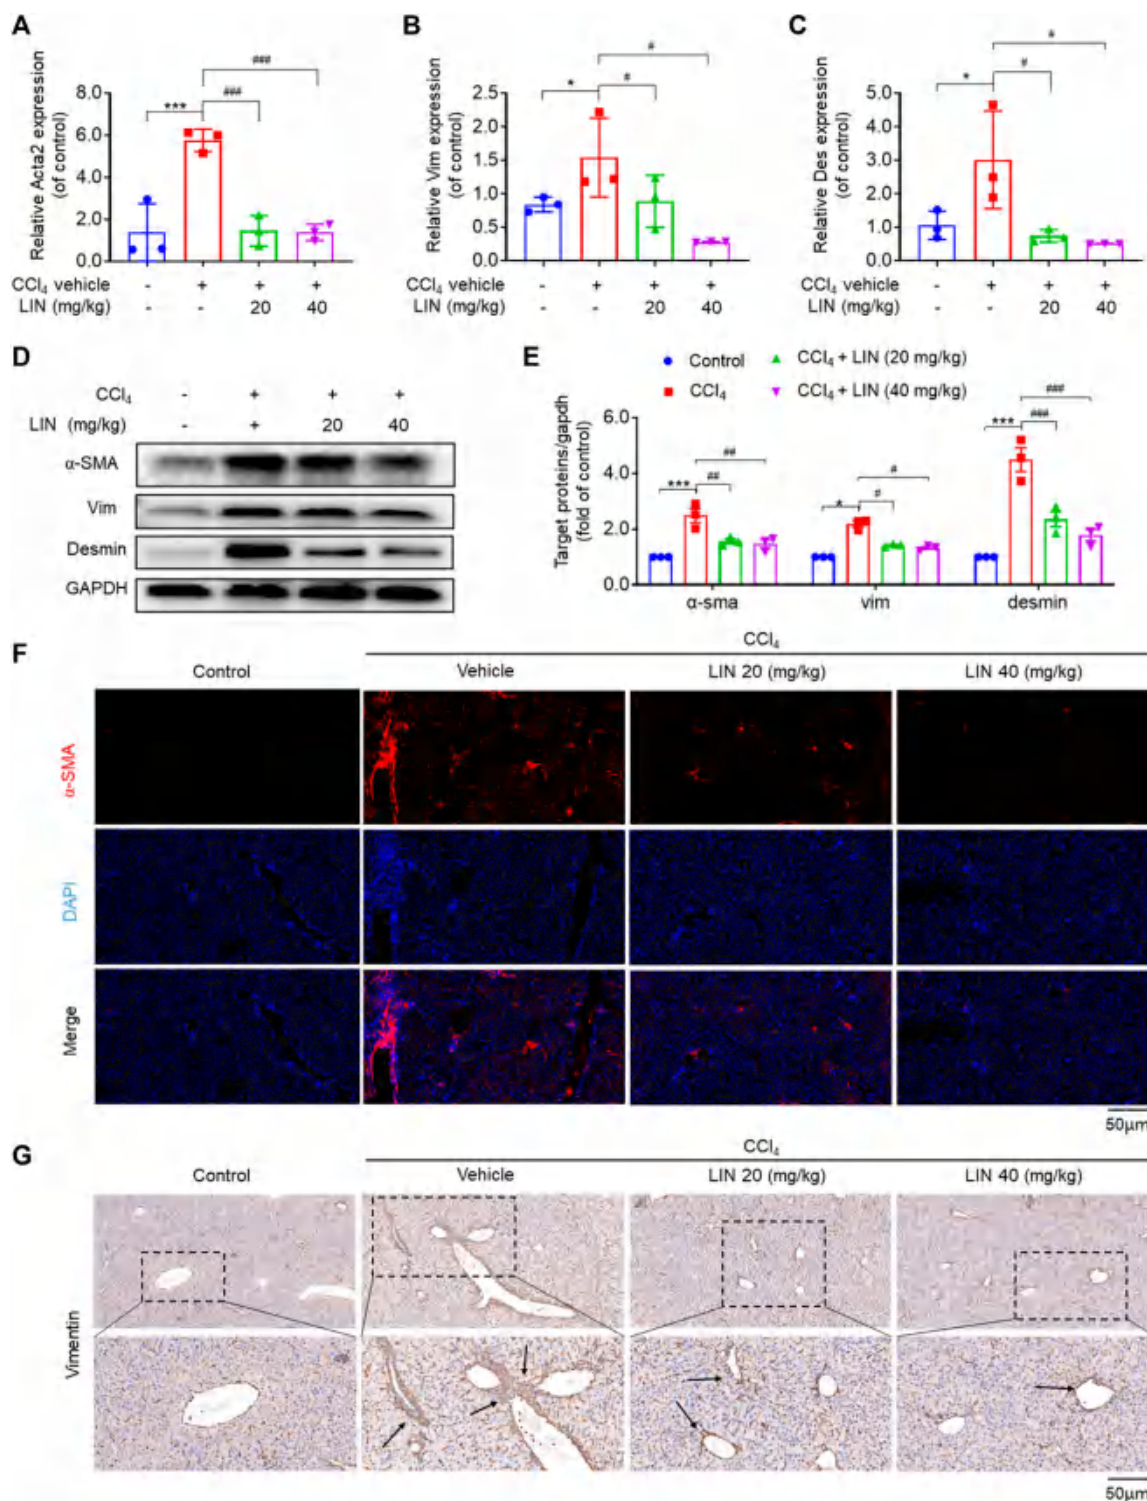 A
Relative Acta2 expression
(of control)
8.0
6.0
4.0
2.0
0.0
***
###
###
CCl₄ vehicle - + + +
LIN (mg/kg) - - 20 40
B
Relative Vim expression
(of control)
2.5
2.0
1.5
1.0
0.5
0.0
*
#
#
CCl₄ vehicle - + + +
LIN (mg/kg) - - 20 40
C
Relative Des expression
(of control)
5.0
4.0
3.0
2.0
1.0
0.0
*
#
#
CCl₄ vehicle - + + +
LIN (mg/kg) - - 20 40
D
CCl₄ - + + +
LIN (mg/kg) - + 20 40
α-SMA
Vim
Desmin
GAPDH
E
Control
CCl₄
CCl₄ + LIN (20 mg/kg)
CCl₄ + LIN (40 mg/kg)
Target proteins/gapdh
(fold of control)
6.0
4.0
2.0
0.0
***
##
##
*
#
#
***
###
###
α-sma vim desmin
F
CCl₄
Control Vehicle LIN 20 (mg/kg) LIN 40 (mg/kg)
α-SMA
DAPI
Merge
50μm
G
CCl₄
Control Vehicle LIN 20 (mg/kg) LIN 40 (mg/kg)
Vimentin
50μm